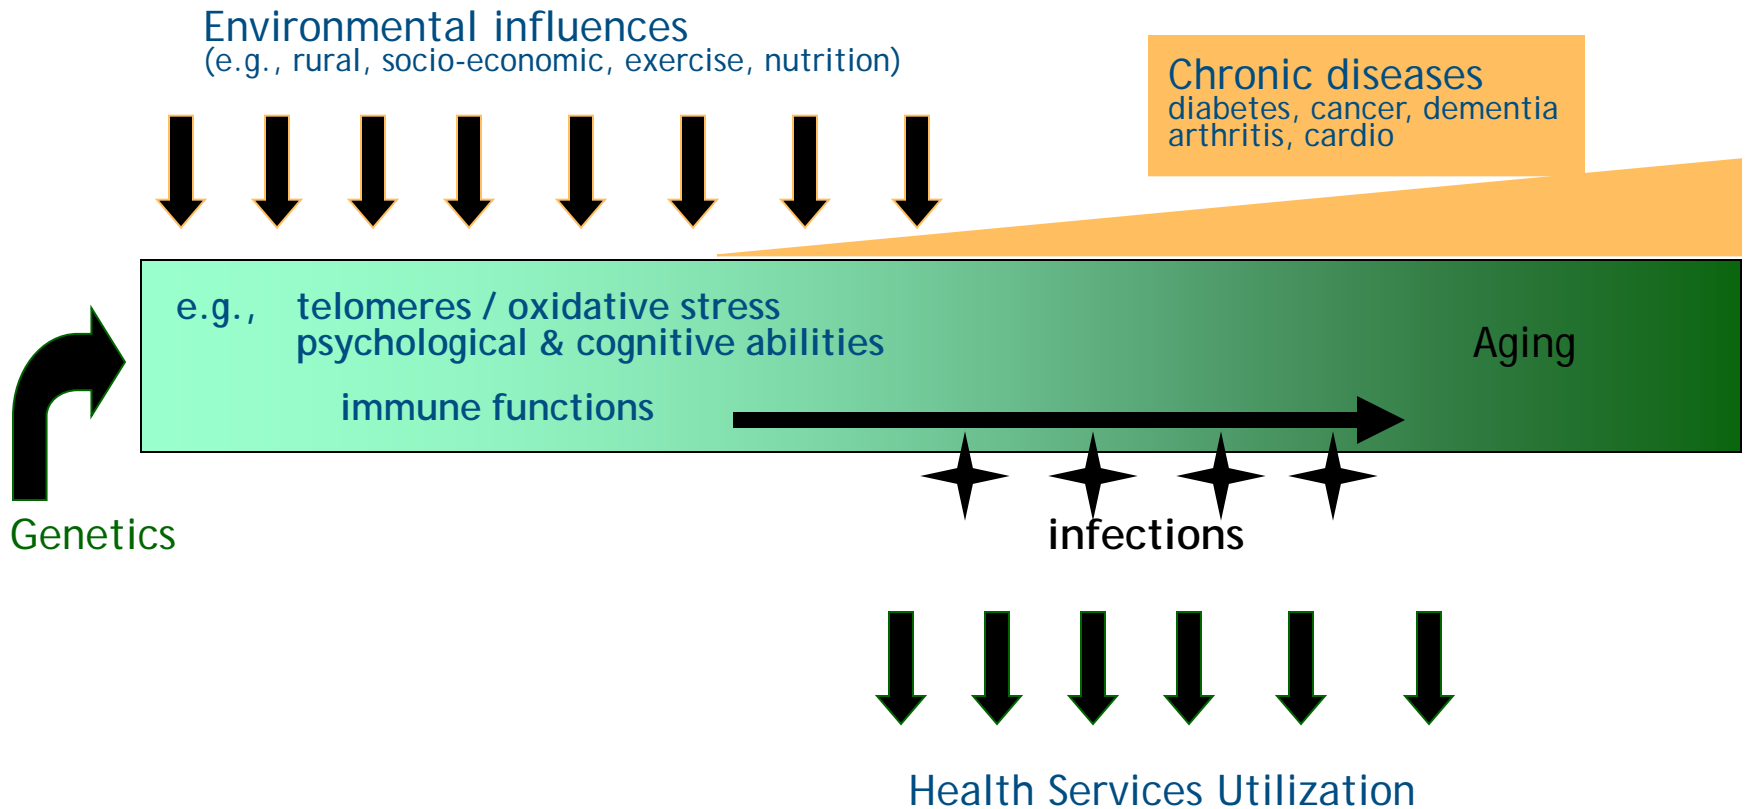 Environmental influences
(e.g., rural, socio-economic, exercise, nutrition)
Chronic diseases
diabetes, cancer, dementia
arthritis, cardio
e.g., telomeres / oxidative stress
psychological & cognitive abilities
Aging
immune functions
Genetics
infections
Health Services Utilization